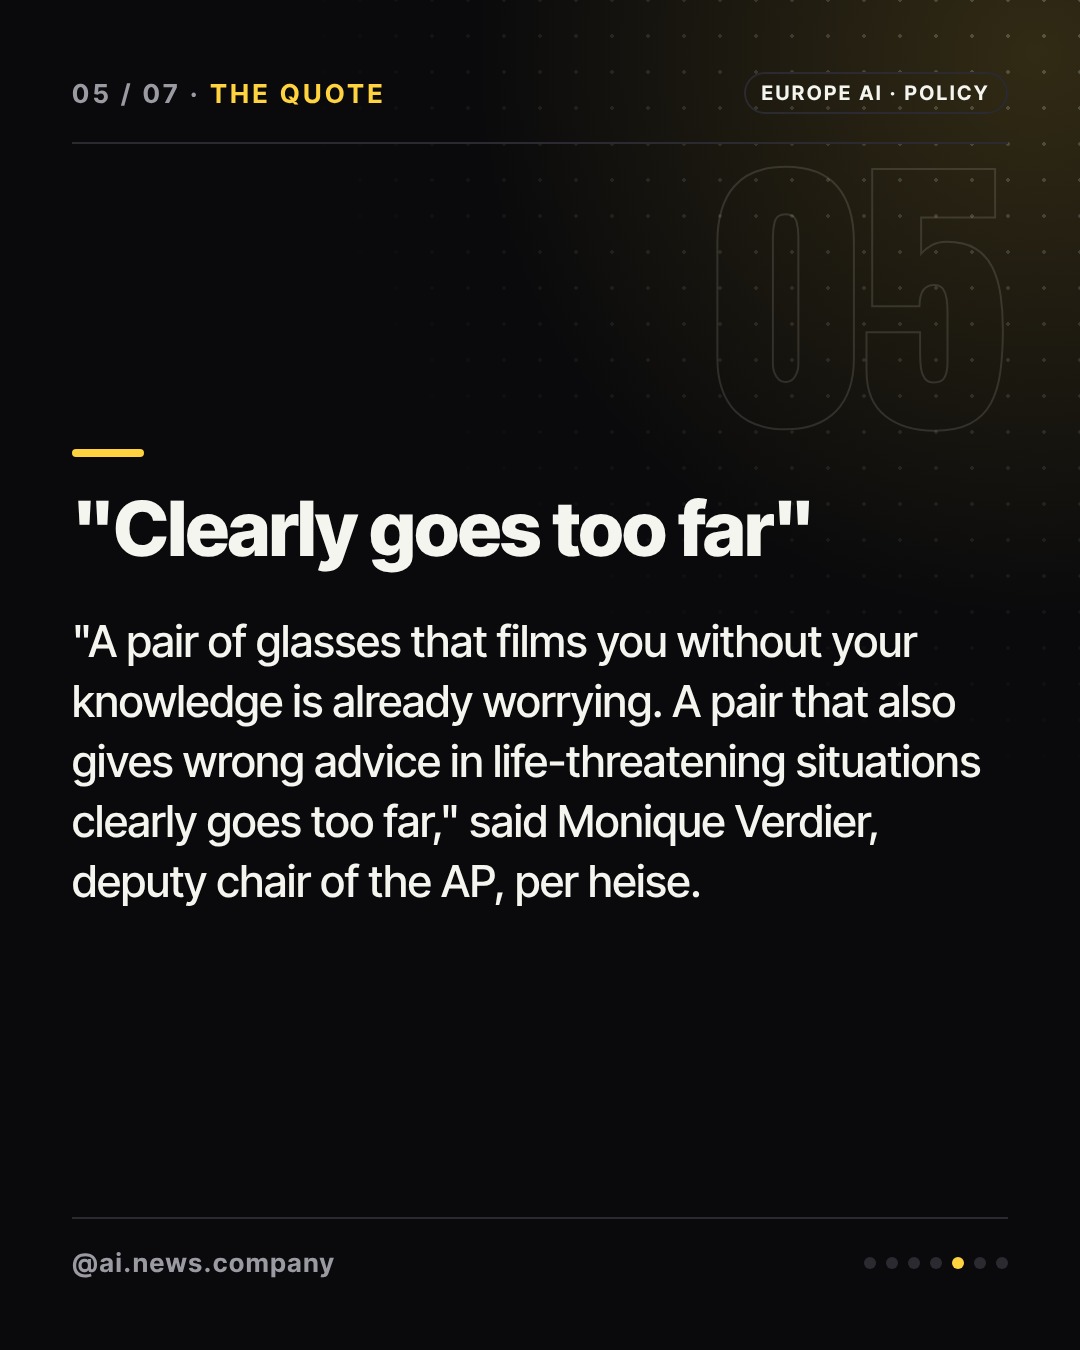 05 / 07 · THE QUOTE
EUROPE AI · POLICY
05
"Clearly goes too far"
"A pair of glasses that films you without your
knowledge is already worrying. A pair that also
gives wrong advice in life-threatening situations
clearly goes too far," said Monique Verdier,
deputy chair of the AP, per heise.
@ai.news.company